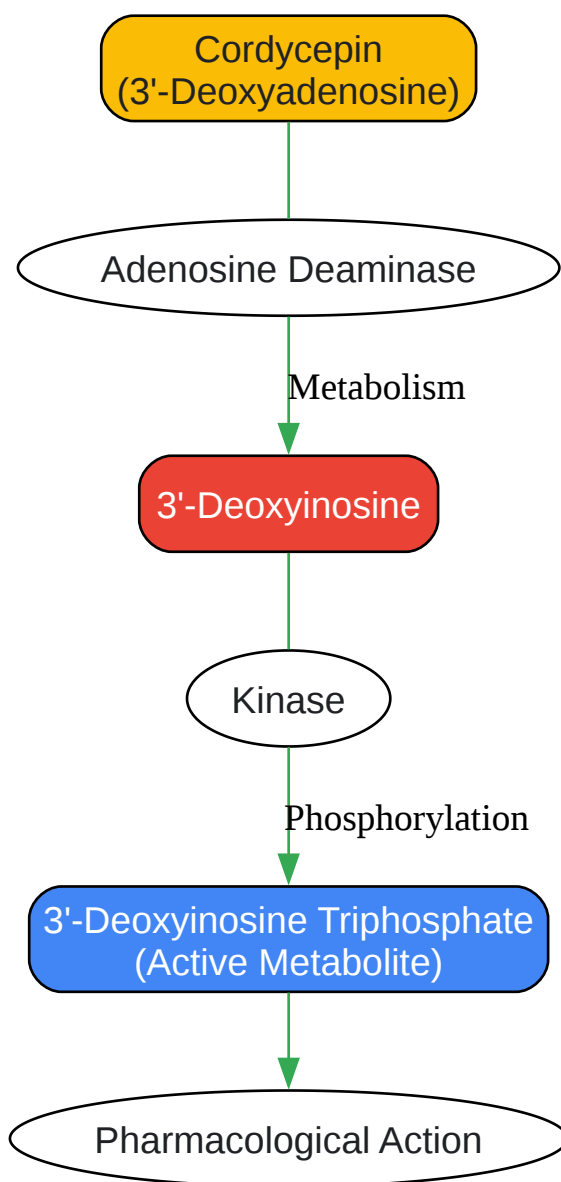 Cordycepin
(3'-Deoxyadenosine)
Adenosine Deaminase
Metabolism
3'-Deoxyinosine
Kinase
Phosphorylation
3'-Deoxyinosine Triphosphate
(Active Metabolite)
Pharmacological Action